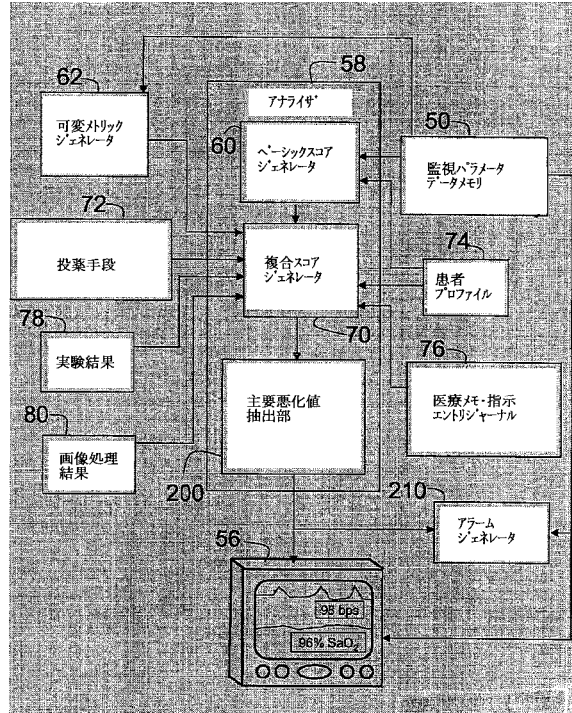 62
58
アナライザ
可変メトリック
ジェネレータ
60
ベーシックスコア
ジェネレータ
50
監視パラメータ
データメモリ
72
投薬手段
複合スコア
ジェネレータ
74
患者
プロファイル
78
実験結果
70
76
医療メモ・指示
エントリジャーナル
主要悪化値
抽出部
80
画像処理
結果
200
210
アラーム
ジェネレータ
56
98 bps
96% SaO2